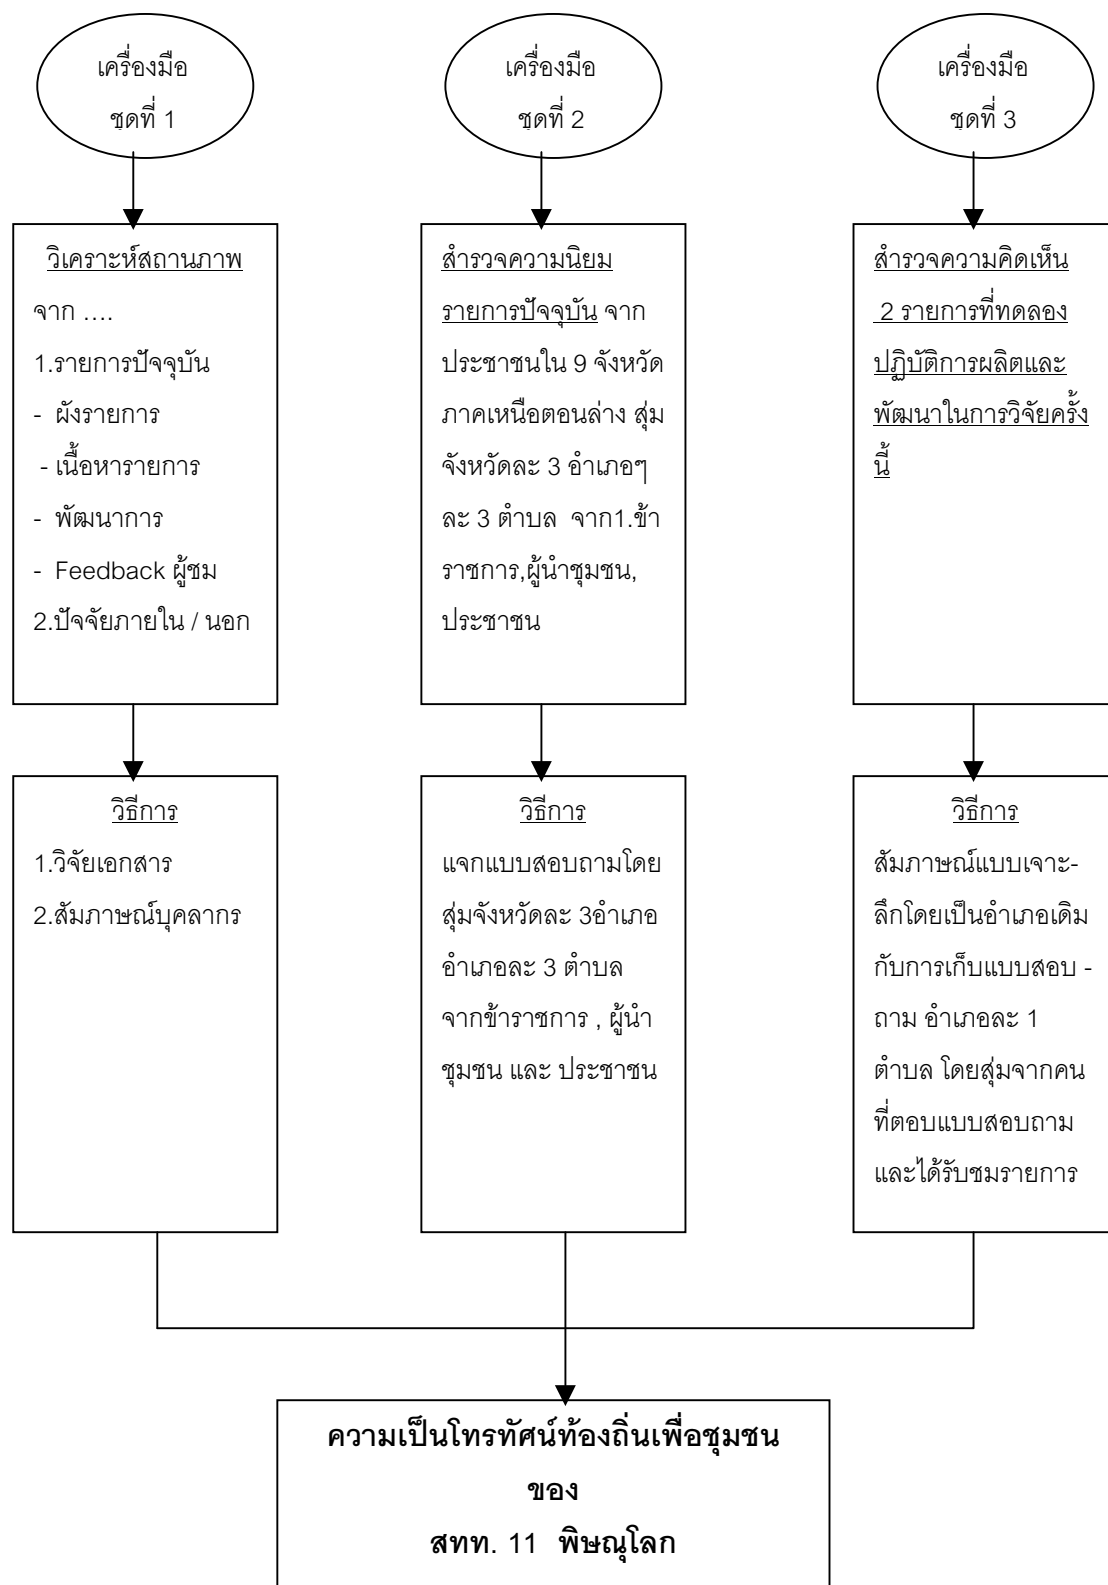 เครื่องมือ
ชุดที่ 1
เครื่องมือ
ชุดที่ 2
เครื่องมือ
ชุดที่ 3
วิเคราะห์สถานภาพ
จาก ....
1.รายการปัจจุบัน
- ผังรายการ
- เนื้อหารายการ
- พัฒนาการ
- Feedback ผู้ชม
2.ปัจจัยภายใน / นอก
สำรวจความนิยม
รายการปัจจุบัน จาก
ประชาชนใน 9 จังหวัด
ภาคเหนือตอนล่าง สุ่ม
จังหวัดละ 3 อำเภอๆ
ละ 3 ตำบล จาก1.ข้า
ราชการ,ผู้นำชุมชน,
ประชาชน
สำรวจความคิดเห็น
2 รายการที่ทดลอง
ปฏิบัติการผลิตและ
พัฒนาในการวิจัยครั้ง
นี้
วิธีการ
1.วิจัยเอกสาร
2.สัมภาษณ์บุคลากร
วิธีการ
แจกแบบสอบถามโดย
สุ่มจังหวัดละ 3อำเภอ
อำเภอละ 3 ตำบล
จากข้าราชการ , ผู้นำ
ชุมชน และ ประชาชน
วิธีการ
สัมภาษณ์แบบเจาะ-
ลึกโดยเป็นอำเภอเดิม
กับการเก็บแบบสอบ -
ถาม อำเภอละ 1
ตำบล โดยสุ่มจากคน
ที่ตอบแบบสอบถาม
และได้รับชมรายการ
ความเป็นโทรทัศน์ท้องถิ่นเพื่อชุมชน
ของ
สทท. 11 พิษณุโลก